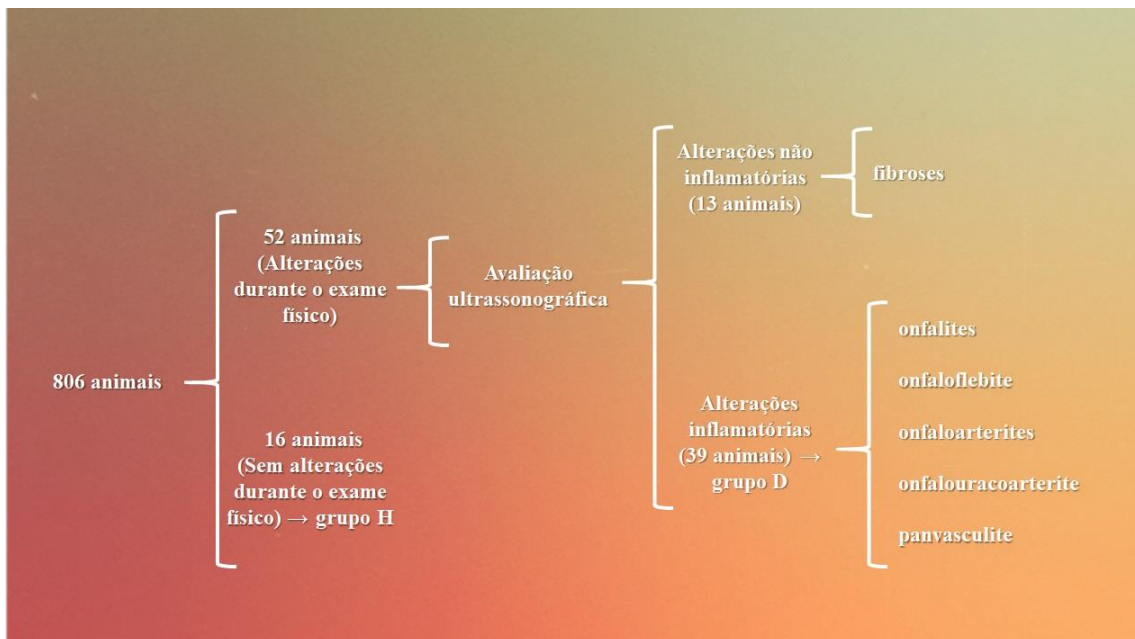 806 animais
52 animais
(Alterações
durante o exame
físico)
16 animais
(Sem alterações
durante o exame
físico) → grupo H
Avaliação
ultrassonográfica
Alterações não
inflamatórias
(13 animais)
fibroses
Alterações
inflamatórias
(39 animais) →
grupo D
onfalites
onfaloflebite
onfaloarterites
onfalouracoarterite
panvasculite